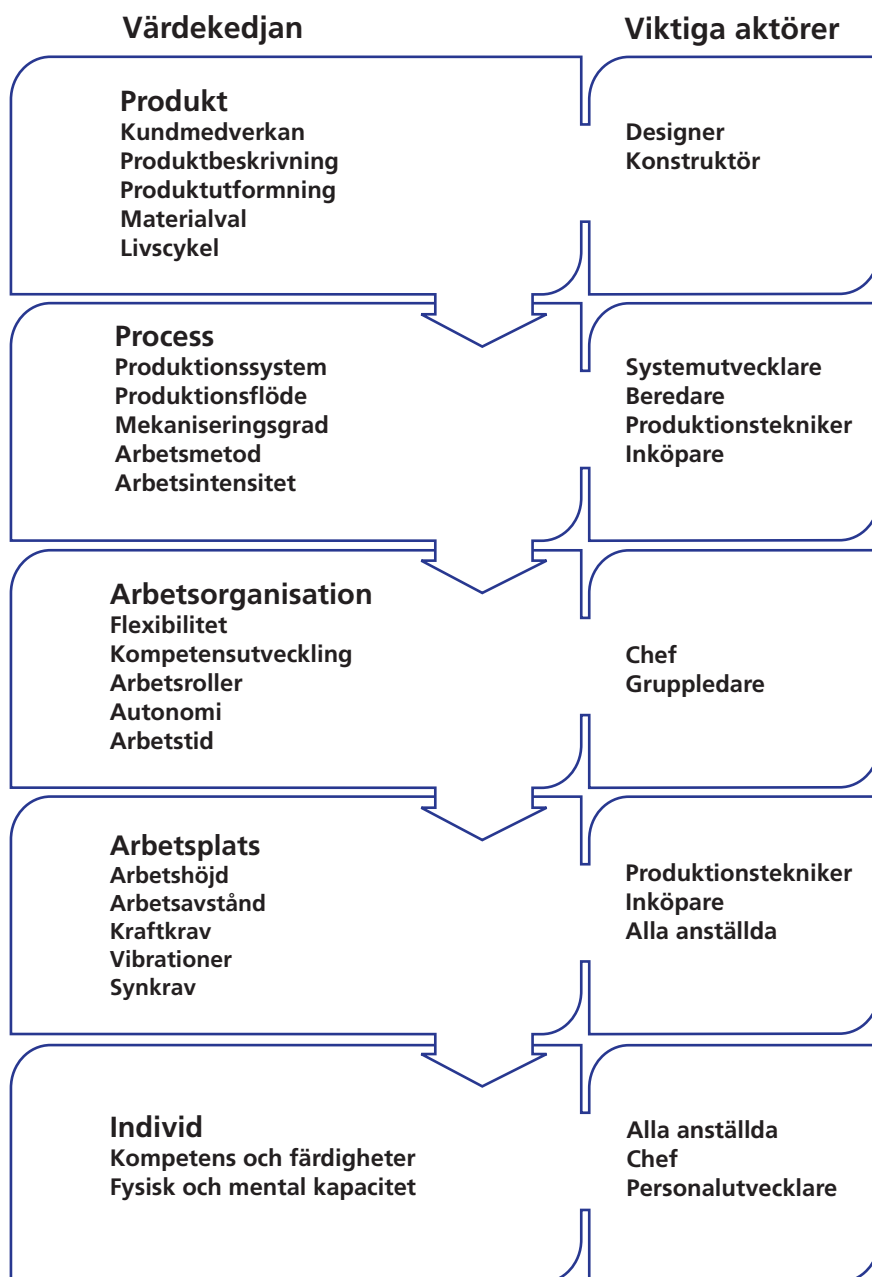 Värdekedjan
Viktiga aktörer
Produkt
Kundmedverkan
Produktbeskrivning
Produktutformning
Materialval
Livscykel
Designer
Konstruktör
Process
Produktionssystem
Produktionsflöde
Mekaniseringsgrad
Arbetsmetod
Arbetsintensitet
Systemutvecklare
Beredare
Produktionstekniker
Inköpare
Arbetsorganisation
Flexibilitet
Kompetensutveckling
Arbetsroller
Autonomi
Arbetstid
Chef
Gruppledare
Arbetsplats
Arbetshöjd
Arbetsavstånd
Kraftkrav
Vibrationer
Synkrav
Produktionstekniker
Inköpare
Alla anställda
Individ
Kompetens och färdigheter
Fysisk och mental kapacitet
Alla anställda
Chef
Personalutvecklare